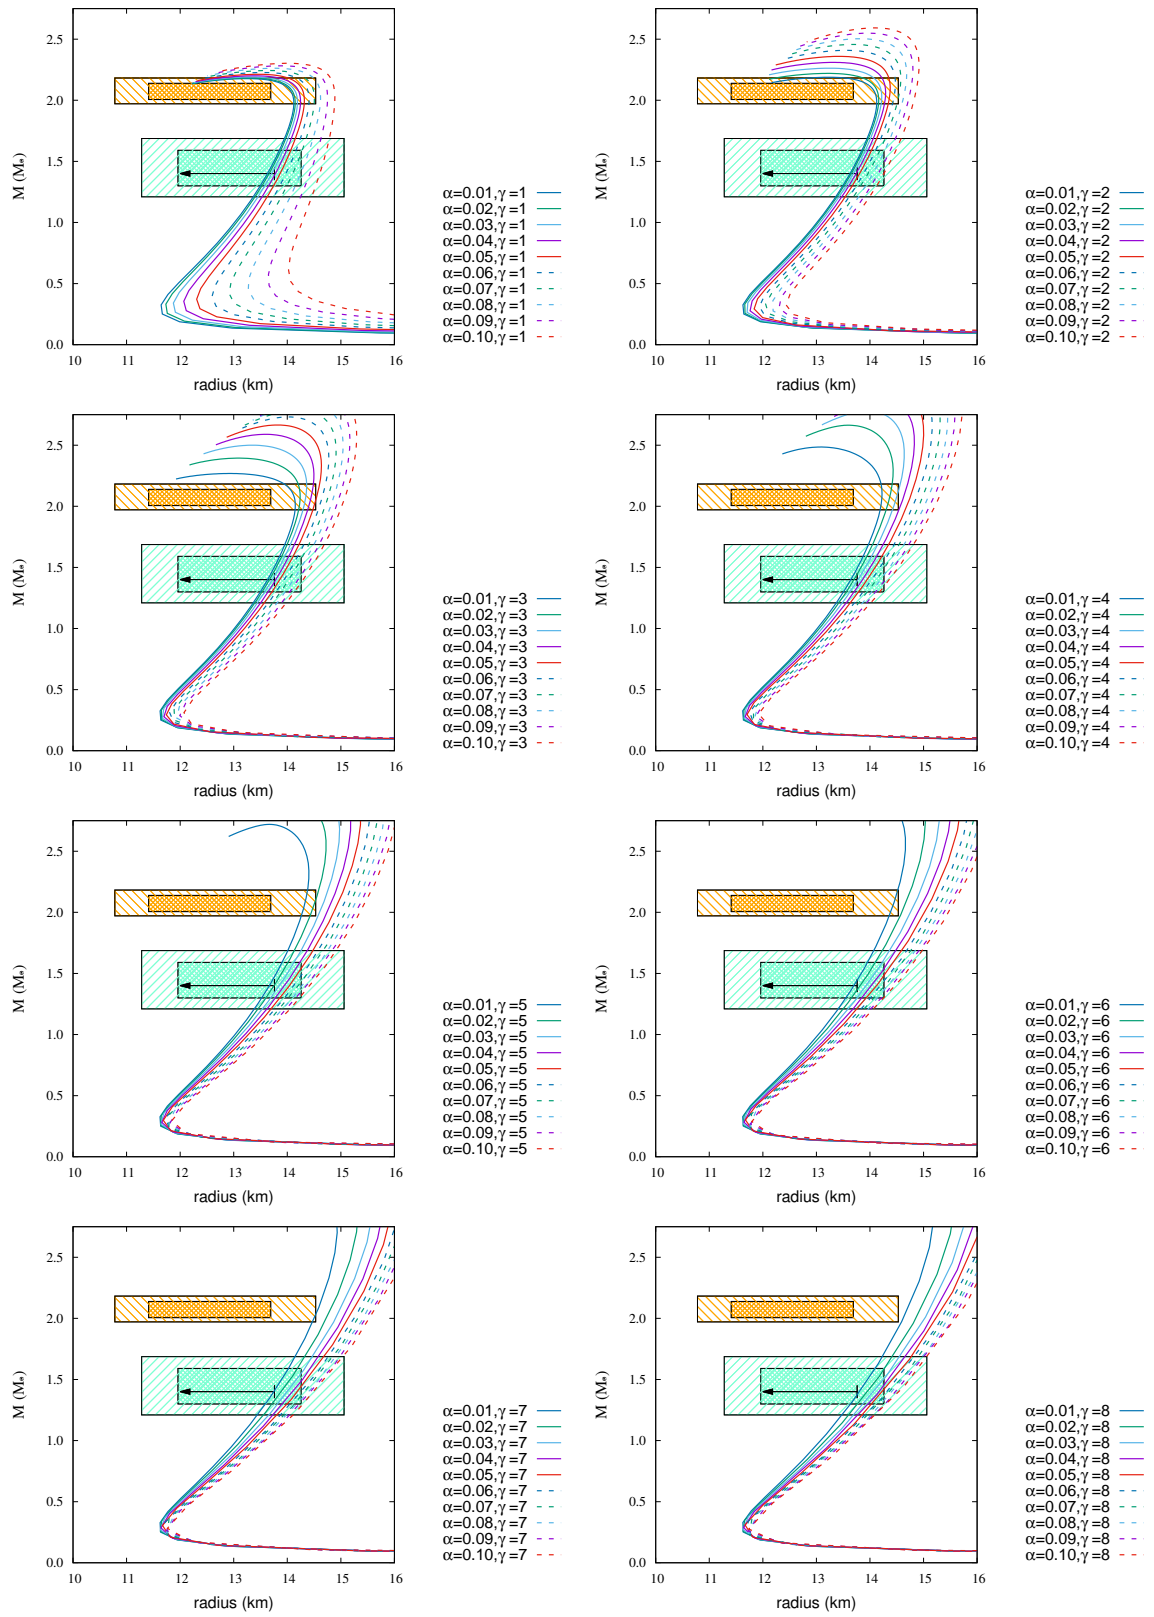 2.5
2.0
1.5
1.0
0.5
0.0
10 11 12 13 14 15 16
M (M⁎)
radius (km)
α=0.01,γ =1
α=0.02,γ =1
α=0.03,γ =1
α=0.04,γ =1
α=0.05,γ =1
α=0.06,γ =1
α=0.07,γ =1
α=0.08,γ =1
α=0.09,γ =1
α=0.10,γ =1
2.5
2.0
1.5
1.0
0.5
0.0
10 11 12 13 14 15 16
M (M⁎)
radius (km)
α=0.01,γ =2
α=0.02,γ =2
α=0.03,γ =2
α=0.04,γ =2
α=0.05,γ =2
α=0.06,γ =2
α=0.07,γ =2
α=0.08,γ =2
α=0.09,γ =2
α=0.10,γ =2
2.5
2.0
1.5
1.0
0.5
0.0
10 11 12 13 14 15 16
M (M⁎)
radius (km)
α=0.01,γ =3
α=0.02,γ =3
α=0.03,γ =3
α=0.04,γ =3
α=0.05,γ =3
α=0.06,γ =3
α=0.07,γ =3
α=0.08,γ =3
α=0.09,γ =3
α=0.10,γ =3
2.5
2.0
1.5
1.0
0.5
0.0
10 11 12 13 14 15 16
M (M⁎)
radius (km)
α=0.01,γ =4
α=0.02,γ =4
α=0.03,γ =4
α=0.04,γ =4
α=0.05,γ =4
α=0.06,γ =4
α=0.07,γ =4
α=0.08,γ =4
α=0.09,γ =4
α=0.10,γ =4
2.5
2.0
1.5
1.0
0.5
0.0
10 11 12 13 14 15 16
M (M⁎)
radius (km)
α=0.01,γ =5
α=0.02,γ =5
α=0.03,γ =5
α=0.04,γ =5
α=0.05,γ =5
α=0.06,γ =5
α=0.07,γ =5
α=0.08,γ =5
α=0.09,γ =5
α=0.10,γ =5
2.5
2.0
1.5
1.0
0.5
0.0
10 11 12 13 14 15 16
M (M⁎)
radius (km)
α=0.01,γ =6
α=0.02,γ =6
α=0.03,γ =6
α=0.04,γ =6
α=0.05,γ =6
α=0.06,γ =6
α=0.07,γ =6
α=0.08,γ =6
α=0.09,γ =6
α=0.10,γ =6
2.5
2.0
1.5
1.0
0.5
0.0
10 11 12 13 14 15 16
M (M⁎)
radius (km)
α=0.01,γ =7
α=0.02,γ =7
α=0.03,γ =7
α=0.04,γ =7
α=0.05,γ =7
α=0.06,γ =7
α=0.07,γ =7
α=0.08,γ =7
α=0.09,γ =7
α=0.10,γ =7
2.5
2.0
1.5
1.0
0.5
0.0
10 11 12 13 14 15 16
M (M⁎)
radius (km)
α=0.01,γ =8
α=0.02,γ =8
α=0.03,γ =8
α=0.04,γ =8
α=0.05,γ =8
α=0.06,γ =8
α=0.07,γ =8
α=0.08,γ =8
α=0.09,γ =8
α=0.10,γ =8